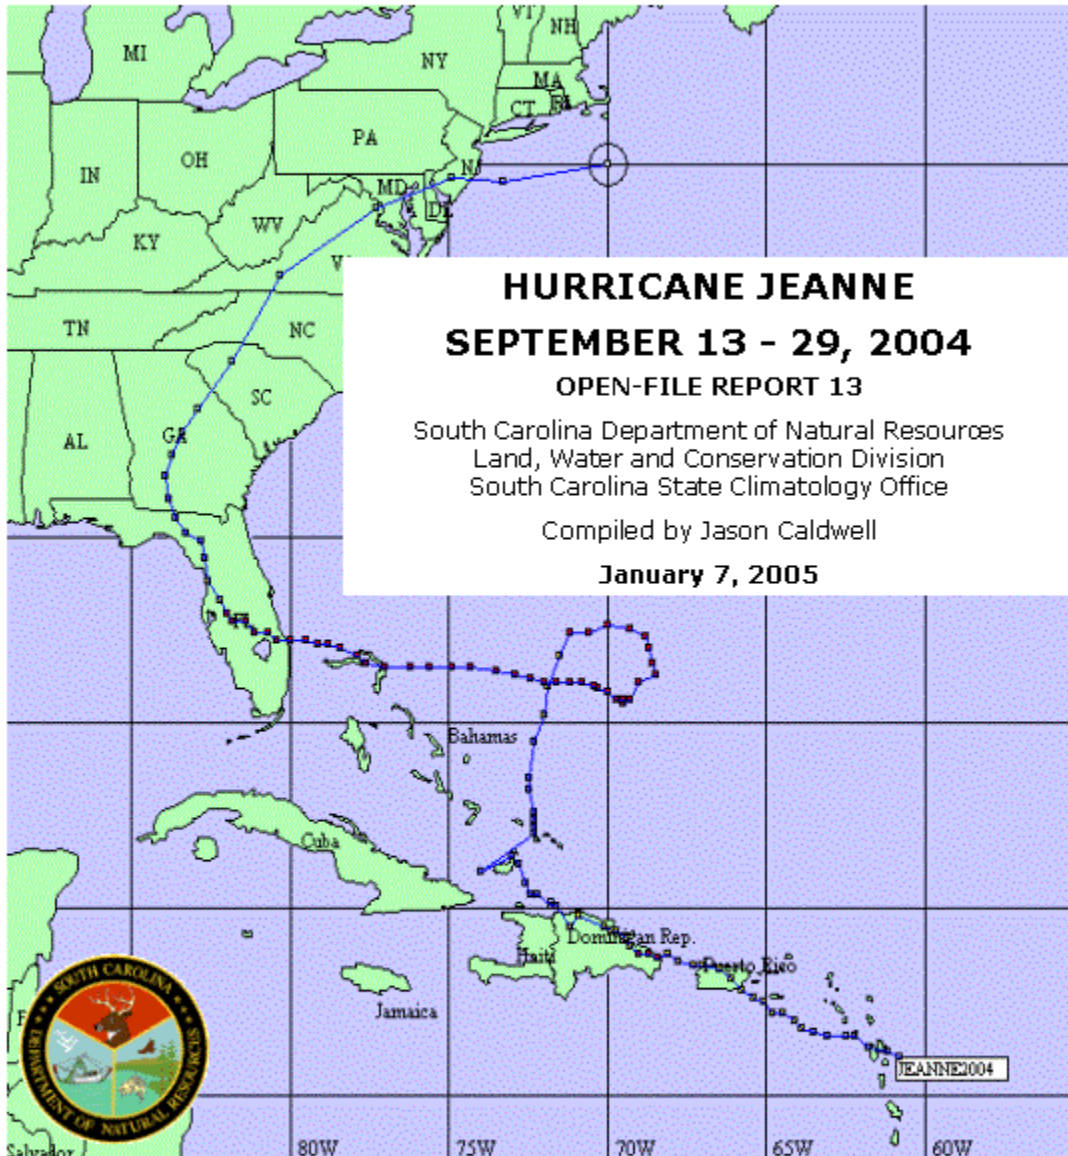 VT
NH
MI
NY
MA
CT
RI
PA
OH
IN
NJ
MD
DE
WV
KY
HURRICANE JEANNE
SEPTEMBER 13 - 29, 2004
OPEN-FILE REPORT 13
South Carolina Department of Natural Resources
Land, Water and Conservation Division
South Carolina State Climatology Office
Compiled by Jason Caldwell
January 7, 2005
TN
NC
SC
AL
GA
FL
Bahamas
Cuba
Dominican Rep.
Haiti
Puerto Rico
Jamaica
JEANNE2004
SOUTH CAROLINA
DEPARTMENT OF NATURAL RESOURCES
Salvador
80W
75W
70W
65W
60W